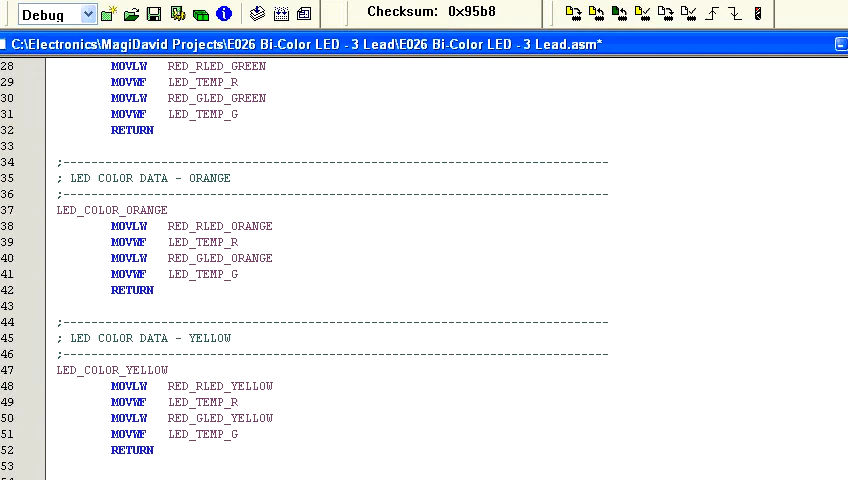 Debug
Checksum: 0x95b8
C:\Electronics\MagiDavid Projects\E026 Bi-Color LED - 3 Lead\E026 Bi-Color LED - 3 Lead.asm*
28 MOVLW RED_RLED_GREEN
29 MOVWF LED_TEMP_R
30 MOVLW RED_GLED_GREEN
31 MOVWF LED_TEMP_G
32 RETURN
33
34 ;------------------------------------------------------------------------------
35 ; LED COLOR DATA - ORANGE
36 ;------------------------------------------------------------------------------
37 LED_COLOR_ORANGE
38 MOVLW RED_RLED_ORANGE
39 MOVWF LED_TEMP_R
40 MOVLW RED_GLED_ORANGE
41 MOVWF LED_TEMP_G
42 RETURN
43
44 ;------------------------------------------------------------------------------
45 ; LED COLOR DATA - YELLOW
46 ;------------------------------------------------------------------------------
47 LED_COLOR_YELLOW
48 MOVLW RED_RLED_YELLOW
49 MOVWF LED_TEMP_R
50 MOVLW RED_GLED_YELLOW
51 MOVWF LED_TEMP_G
52 RETURN
53